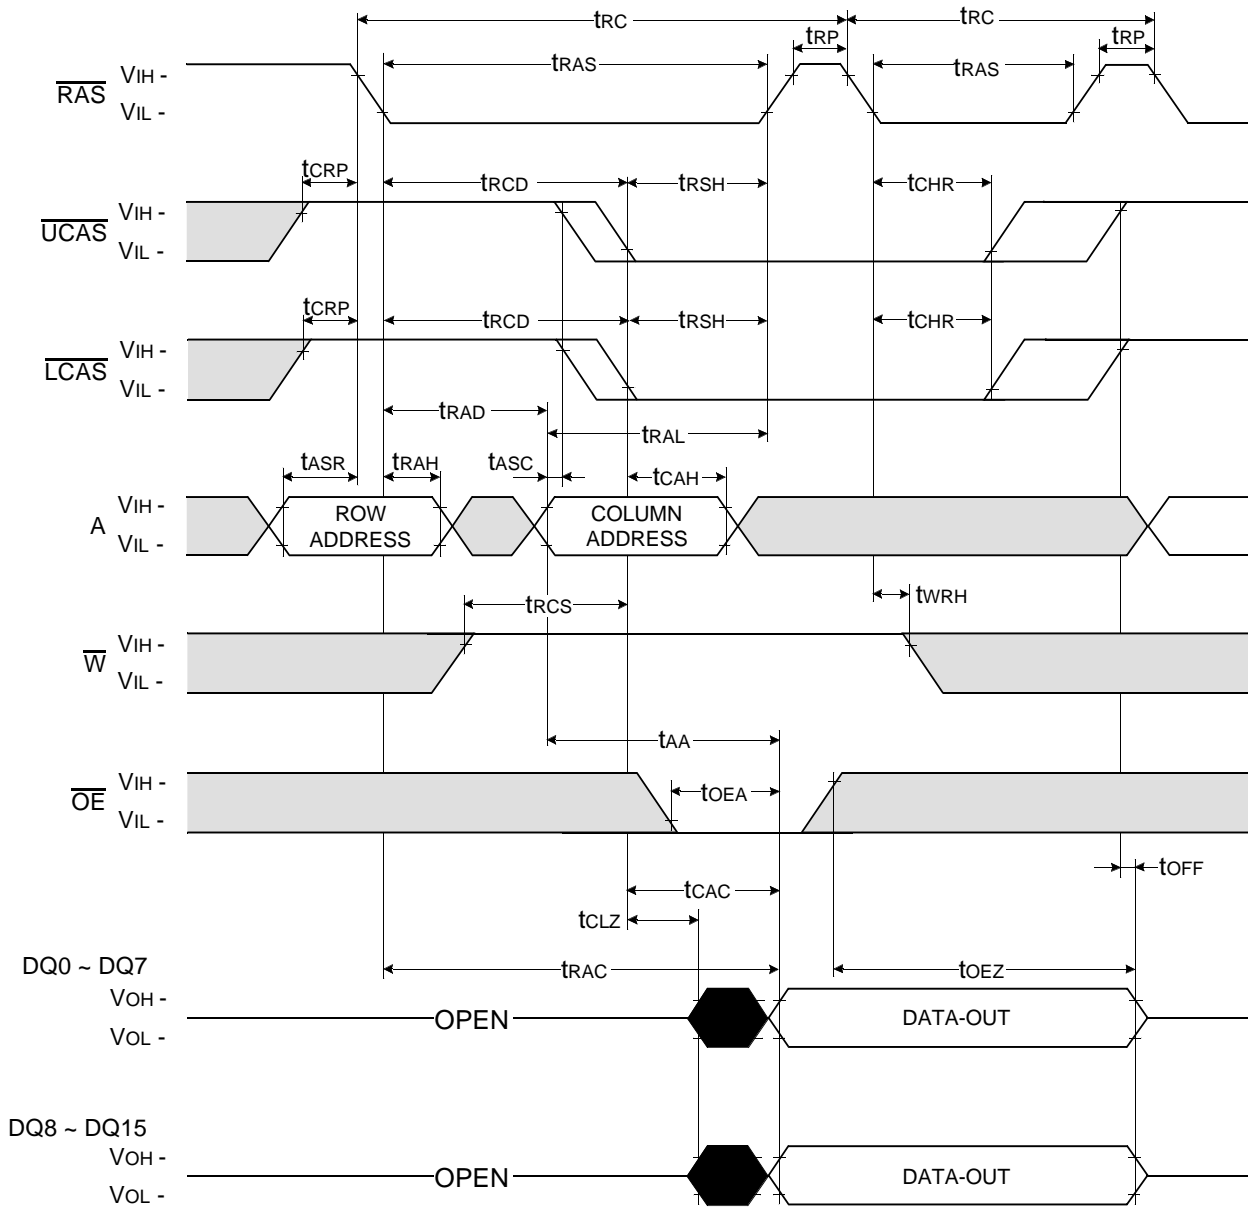 tRC tRC
tRP tRP
tRAS tRAS
RAS VIH -
VIL -
tCRP tRCD tRSH tCHR
UCAS VIH -
VIL -
tCRP tRCD tRSH tCHR
LCAS VIH -
VIL -
tRAD tRAL
tASR tRAH tASC tCAH
A VIH -
VIL -
ROW
ADDRESS
COLUMN
ADDRESS
tRCS tWRH
W VIH -
VIL -
tAA
OE VIH -
VIL -
tOEA
tOFF
tCAC
tCLZ
tRAC tOEZ
DQ0 ~ DQ7
VOH -
VOL -
OPEN DATA-OUT
DQ8 ~ DQ15
VOH -
VOL -
OPEN DATA-OUT